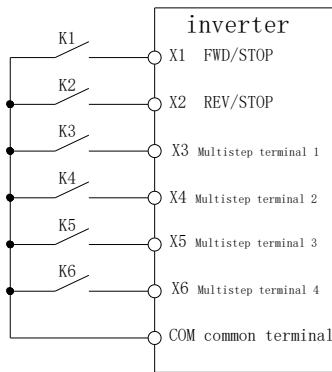 inverter
K1
X1 FWD/STOP
K2
X2 REV/STOP
K3
X3 Multistep terminal 1
K4
X4 Multistep terminal 2
K5
X5 Multistep terminal 3
K6
X6 Multistep terminal 4
COM common terminal